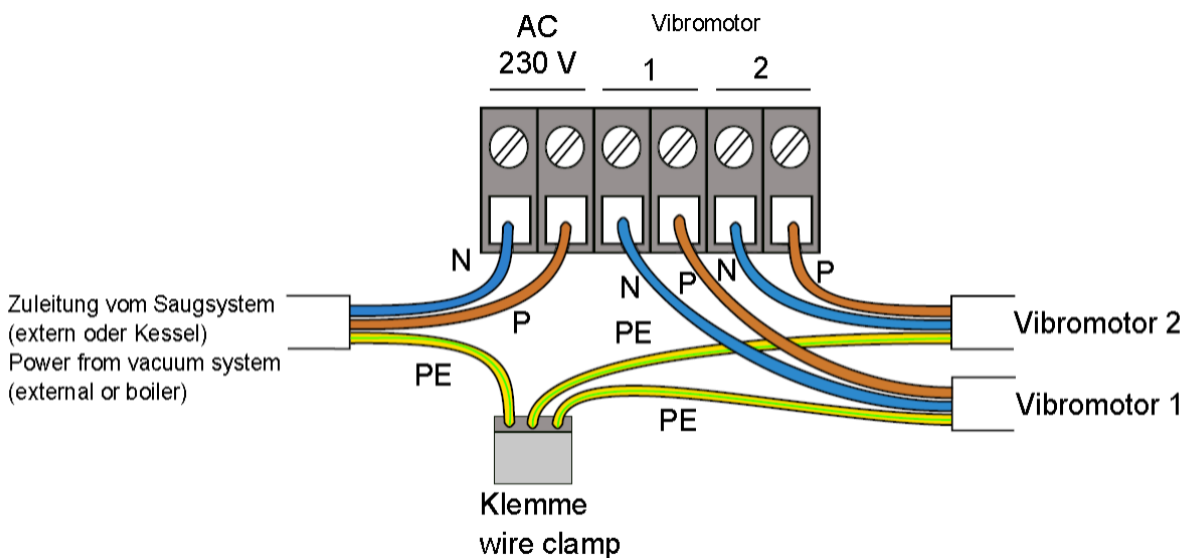 AC
230 V
Vibromotor
1
2
N
P
N
P
N
P
Zuleitung vom Saugsystem
(extern oder Kessel)
Power from vacuum system
(external or boiler)
PE
PE
PE
Vibromotor 2
Vibromotor 1
Klemme
wire clamp